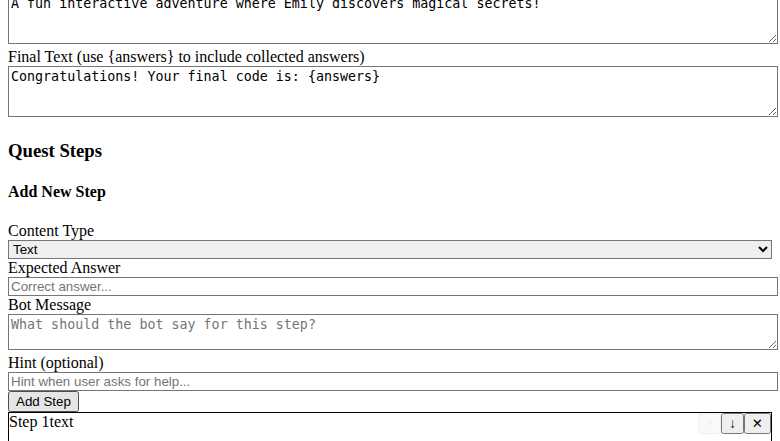 A fun interactive adventure where Emily discovers magical secrets!
Final Text (use {answers} to include collected answers)
Congratulations! Your final code is: {answers}
Quest Steps
Add New Step
Content Type
Text
Expected Answer
Correct answer...
Bot Message
What should the bot say for this step?
Hint (optional)
Hint when user asks for help...
Add Step
Step 1text ↑ ↓ ✕